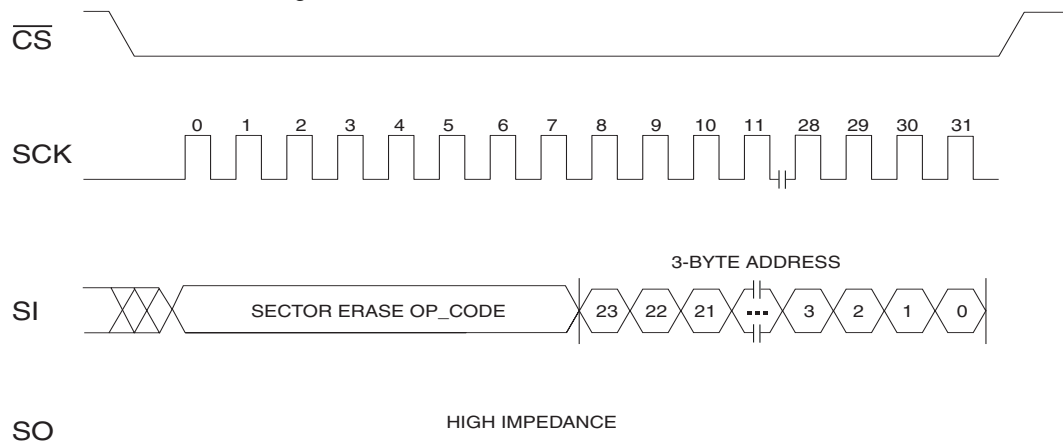 CS
0 1 2 3 4 5 6 7 8 9 10 11 28 29 30 31
SCK
3-BYTE ADDRESS
SI SECTOR ERASE OP_CODE 23 22 21 ... 3 2 1 0
SO HIGH IMPEDANCE